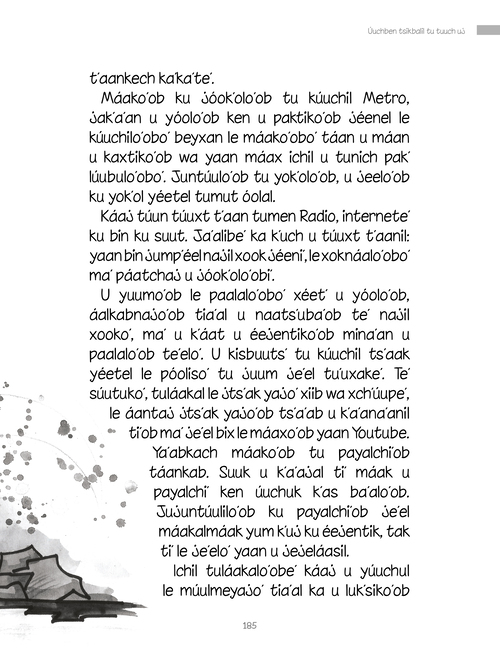 Úuchben tsikbalil tu tuuch uj
t'aankech ka'ka'te'.
Máako'ob ku jóok'olo'ob tu kúuchil Metro,
jak'a'an u yóolo'ob ken u paktiko'ob jéenel le
kúuchilo'obo' beyxan le máako'obo' táan u máan
u kaxtiko'ob wa yaan máax ichil u tunich pak'
lúubulo'obo'. Juntúulo'ob tu yok'olo'ob, u jeelo'ob
ku yok'ol yéetel tumut óolal.
K'áaj túun túuxt'aan tumen Radio, internete'
ku bin ku suut. Ja'alibe' ka k'uch u túuxt t'aanil:
yaan bin jump'éel najil xook jéeni', le xoknáalo'obo'
ma' páatchaj u jóok'olo'obi'.
U yuumo'ob le paalalo'obo' xéet' u yóolo'ob,
áalkabnajo'ob tia'al u naats'uba'ob te' najil
xooko', ma' u k'áat u éejentiko'ob mina'an u
paalalo'ob te'elo'. U kisbuuts' tu kúuchil ts'aak
yéetel le póoliso' tu juum je'el tu'uxake'. Te'
súutuko', tuláakal le jts'ak yajo' xiib wa xch'úupe',
le áantaj jts'ak yajo'ob tsa'ab u k'a'ana'anil
ti'ob ma' je'el bix le máaxo'ob yaan Youtube.
Ya'abkach máako'ob tu payalchi'ob
táankab. Suuk u k'a'ajal ti' máak u
payalchi' ken úuchuk k'as ba'alo'ob.
Jujuntúulilo'ob ku payalchi'ob je'el
máakalmáak yum k'uj ku éejentik, tak
ti' le je'elo' yaan u jejeláasil.
Ichil tuláakalo'obe' káaj u yúuchul
le múulmeyajo' tia'al ka u luk'siko'ob
185